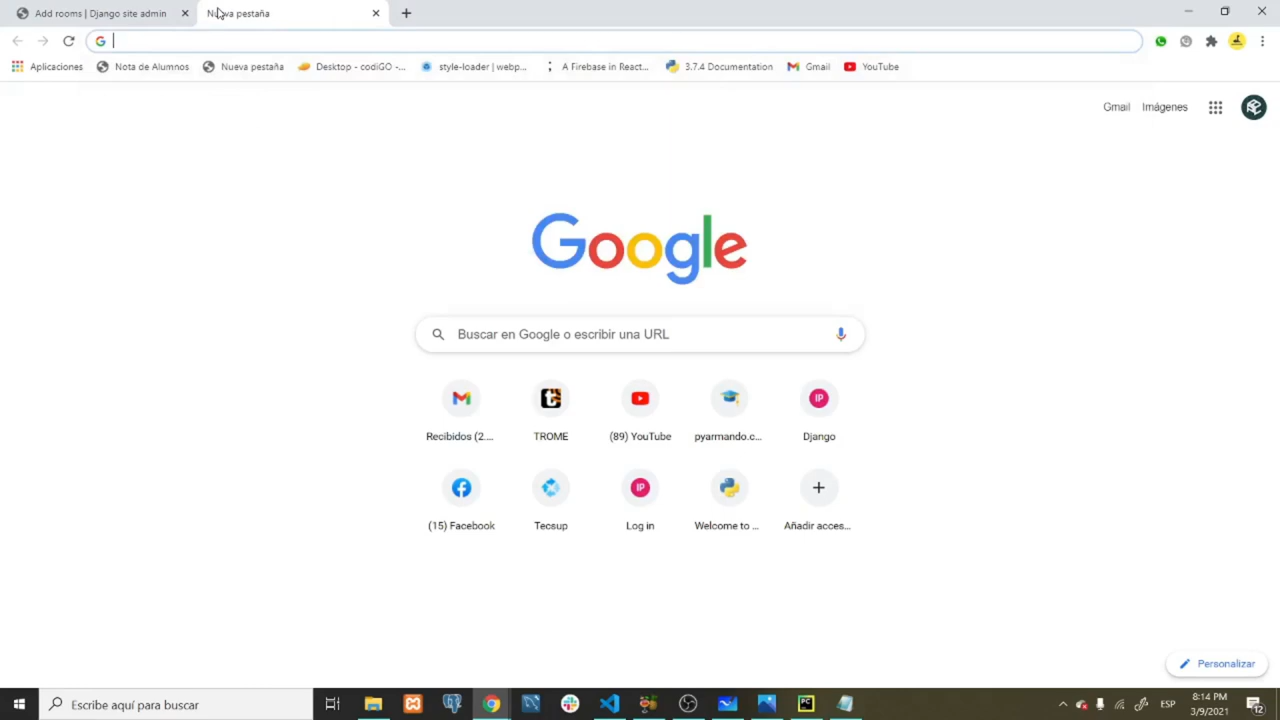 Add rooms | Django site admin
Nueva pestaña
Aplicaciones
Nota de Alumnos
Nueva pestaña
Desktop - codiGO -...
style-loader | webp...
A Firebase in React...
3.7.4 Documentation
Gmail
YouTube
Gmail
Imágenes
Google
Buscar en Google o escribir una URL
Recibidos (2....
TROME
(89) YouTube
pyarmando.c...
Django
(15) Facebook
Tecsup
Log in
Welcome to ...
Añadir acces...
Personalizar
Escribe aquí para buscar
ESP
8:14 PM
3/9/2021
12